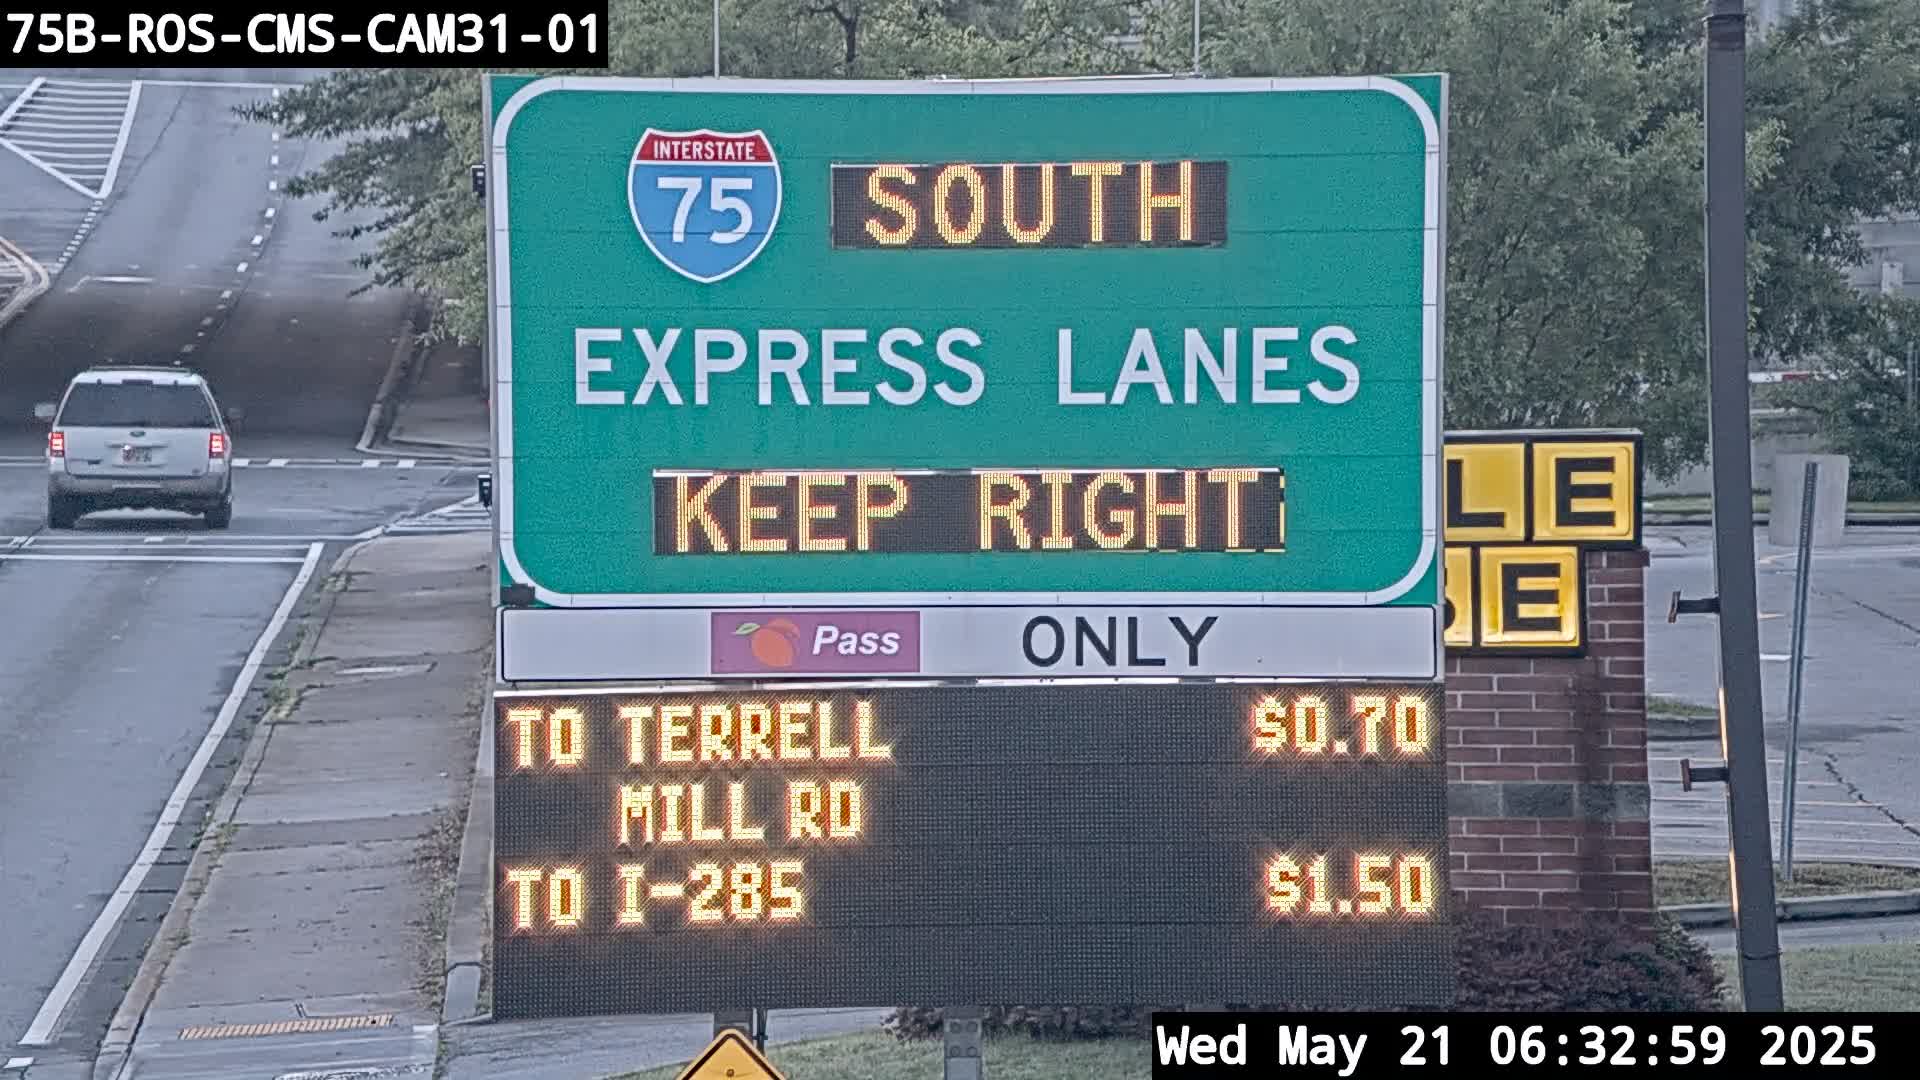 75B-ROS-CMS-CAM31-01
INTERSTATE
75
SOUTH
EXPRESS LANES
KEEP RIGHT
Pass ONLY
TO TERRELL $0.70
MILL RD
TO I-285 $1.50
LE
E
Wed May 21 06:32:59 2025